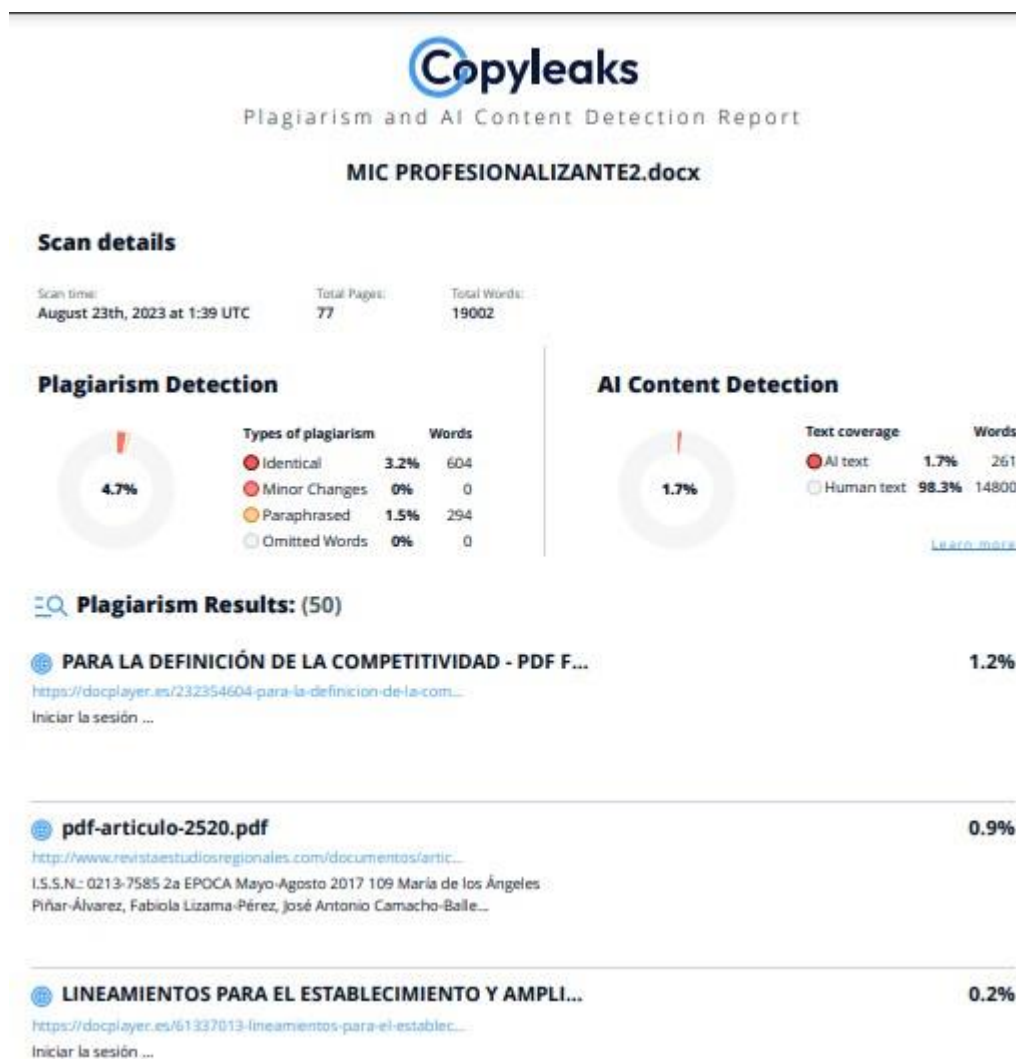 Copyleaks
Plagiarism and AI Content Detection Report
MIC PROFESIONALIZANTE2.docx
Scan details
Scan time: Total Pages: Total Words:
August 23th, 2023 at 1:39 UTC 77 19002
Plagiarism Detection
4.7%
Types of plagiarism Words
Identical 3.2% 604
Minor Changes 0% 0
Paraphrased 1.5% 294
Omitted Words 0% 0
AI Content Detection
1.7%
Text coverage Words
AI text 1.7% 261
Human text 98.3% 14800
Learn more
Plagiarism Results: (50)
PARA LA DEFINICIÓN DE LA COMPETITIVIDAD - PDF F... 1.2%
https://docplayer.es/232354604-para-la-definicion-de-la-com...
Iniciar la sesión ...
pdf-articulo-2520.pdf 0.9%
http://www.revistaestudiosregionales.com/documentos/artic...
I.S.S.N.: 0213-7585 2a EPOCA Mayo-Agosto 2017 109 María de los Ángeles
Piñar-Álvarez, Fabiola Lizama-Pérez, José Antonio Camacho-Balle...
LINEAMIENTOS PARA EL ESTABLECIMIENTO Y AMPLI... 0.2%
https://docplayer.es/61337013-lineamientos-para-el-establec...
Iniciar la sesión ...